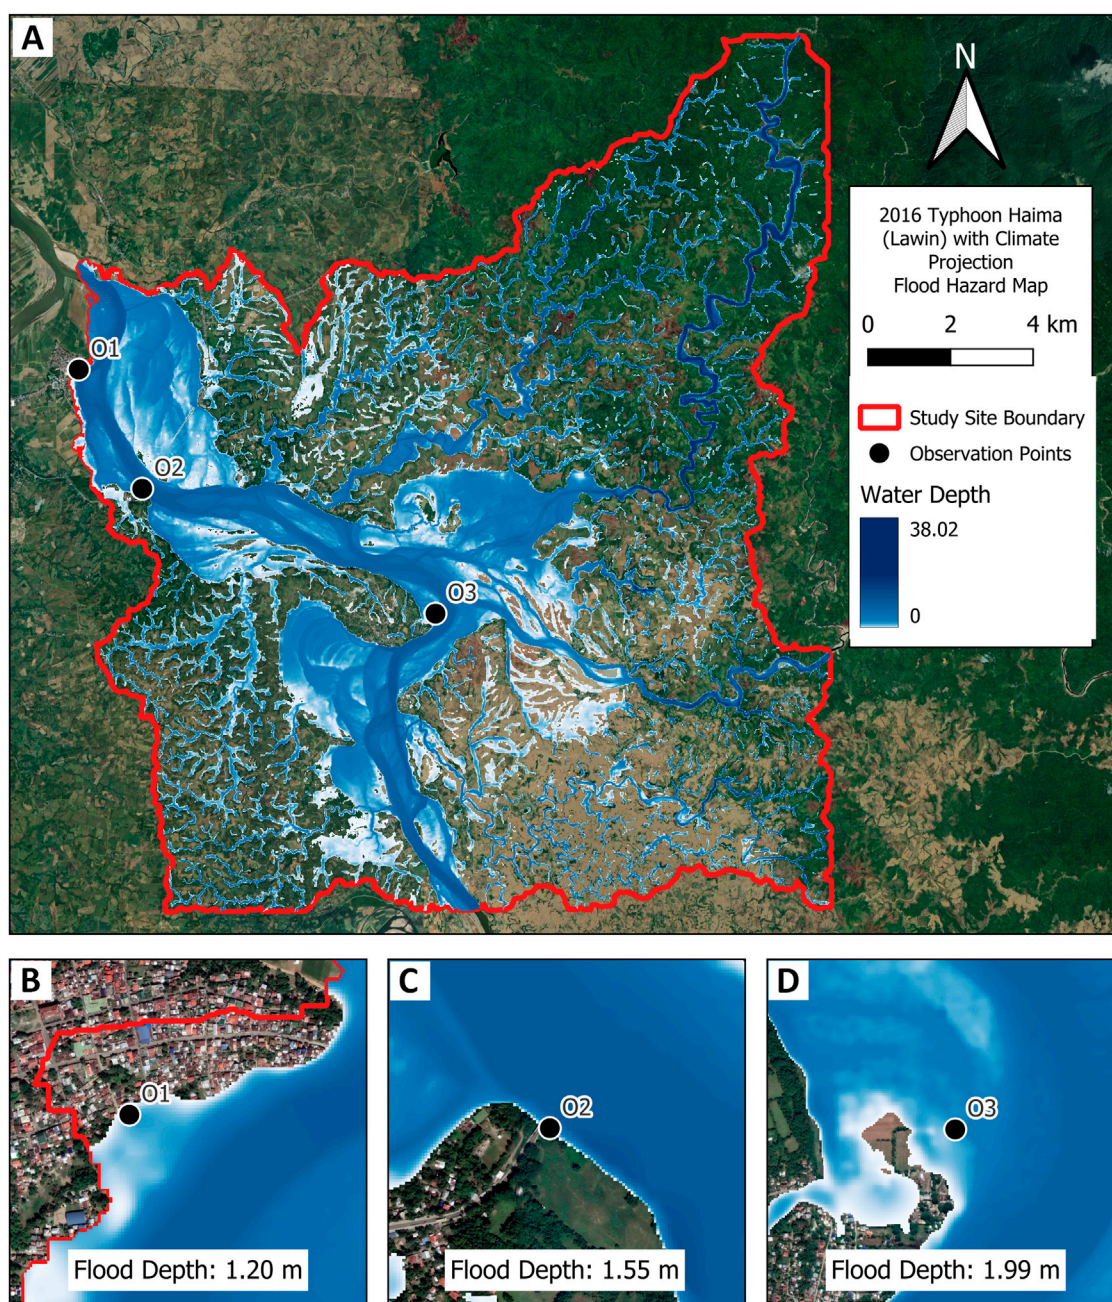 A
N
2016 Typhoon Haima
(Lawin) with Climate
Projection
Flood Hazard Map
0 2 4 km
Study Site Boundary
Observation Points
Water Depth
38.02
0
O1
O2
O3
B
O1
Flood Depth: 1.20 m
C
O2
Flood Depth: 1.55 m
D
O3
Flood Depth: 1.99 m